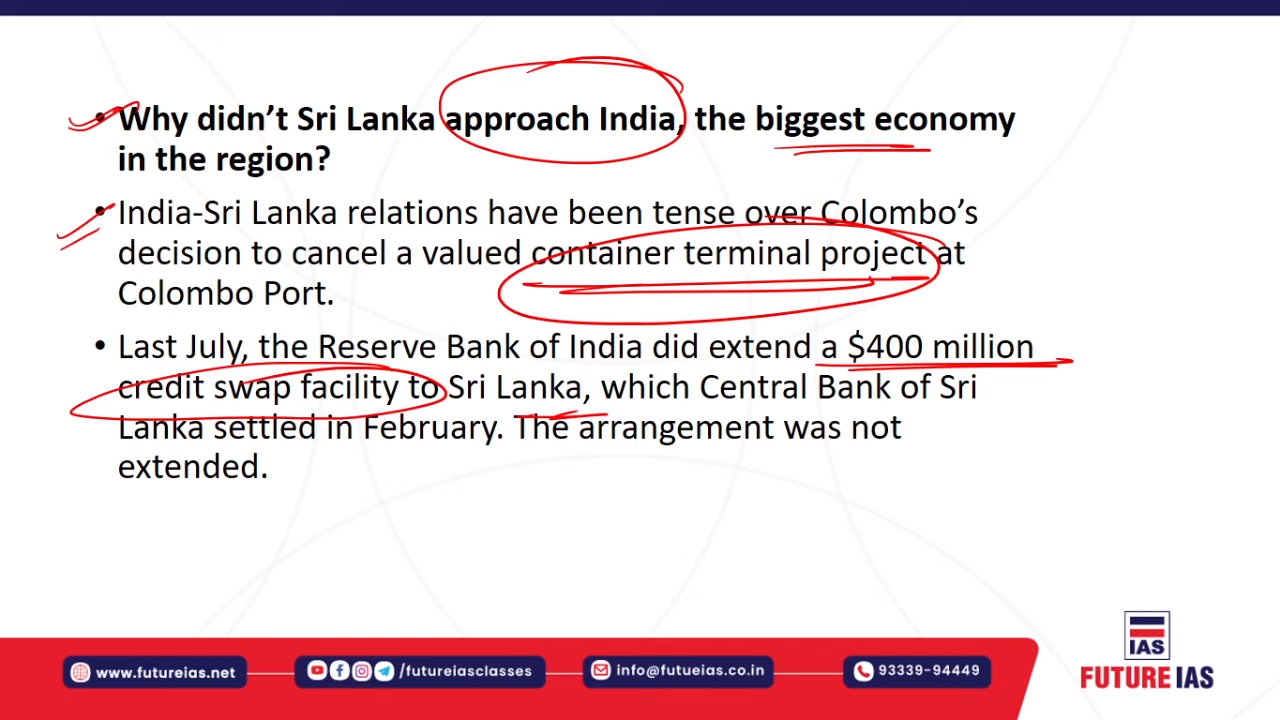 • Why didn’t Sri Lanka approach India, the biggest economy
in the region?
• India-Sri Lanka relations have been tense over Colombo’s
decision to cancel a valued container terminal project at
Colombo Port.
• Last July, the Reserve Bank of India did extend a $400 million
credit swap facility to Sri Lanka, which Central Bank of Sri
Lanka settled in February. The arrangement was not
extended.
IAS
FUTURE IAS
www.futureias.net
/futureiasclasses
info@futueias.co.in
93339-94449